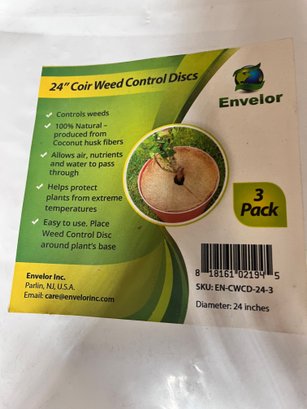 24" Coir Weed Control Discs
Envelor
Controls weeds
100% Natural –
produced from
Coconut husk fibers
Allows air, nutrients
and water to pass
through
Helps protect
plants from extreme
temperatures
Easy to use. Place
Weed Control Disc
around plant's base
3
Pack
Envelor Inc.
Parlin, NJ, U.S.A.
Email: care@envelorinc.com
8 18161 02194 5
SKU: EN-CWCD-24-3
Diameter: 24 inches